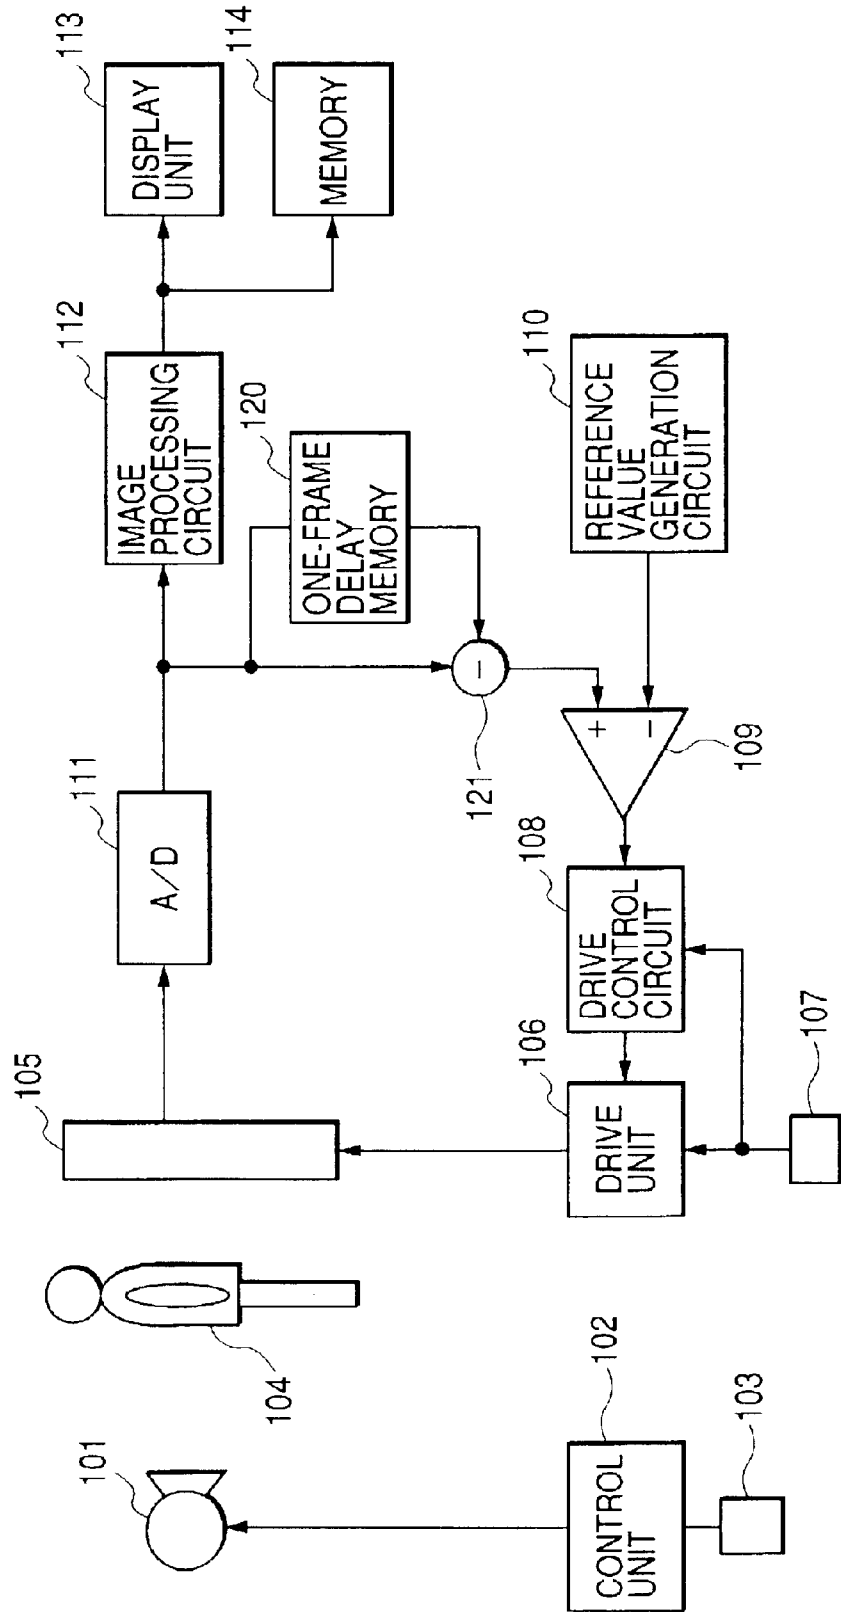 101
104
105
A/D
111
IMAGE
PROCESSING
CIRCUIT
112
DISPLAY
UNIT
113
MEMORY
114
ONE-FRAME
DELAY
MEMORY
120
−
121
CONTROL
UNIT
102
103
DRIVE
UNIT
106
107
DRIVE
CONTROL
CIRCUIT
108
+
−
109
REFERENCE
VALUE
GENERATION
CIRCUIT
110